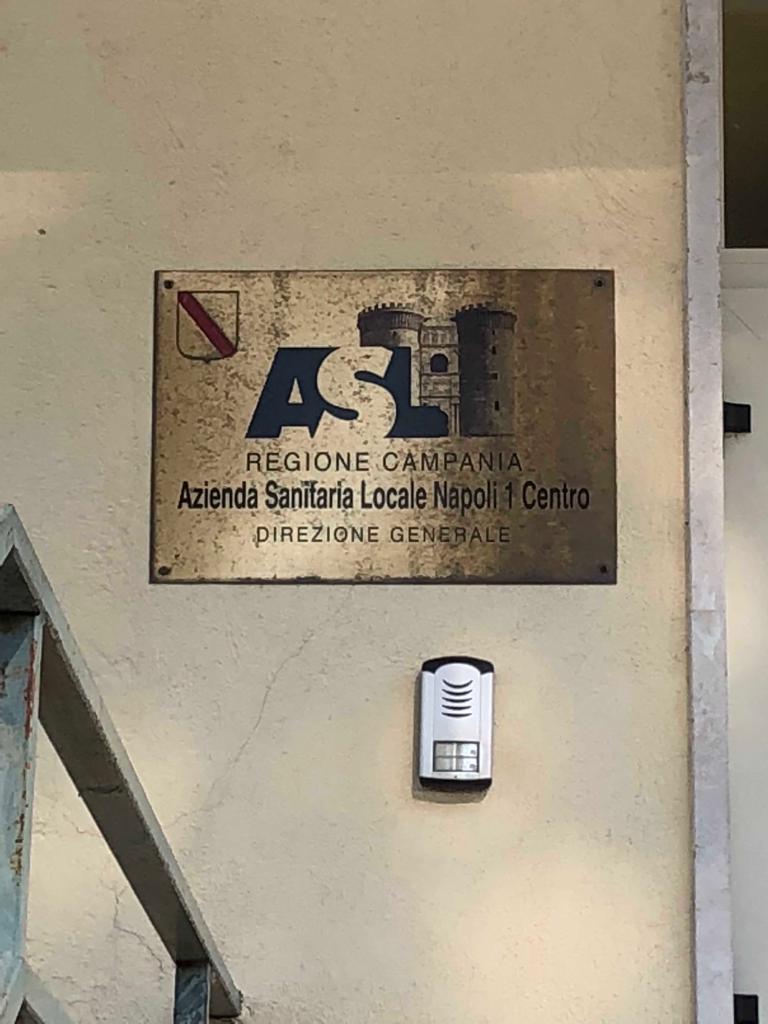 ASL
REGIONE CAMPANIA
Azienda Sanitaria Locale Napoli 1 Centro
DIREZIONE GENERALE